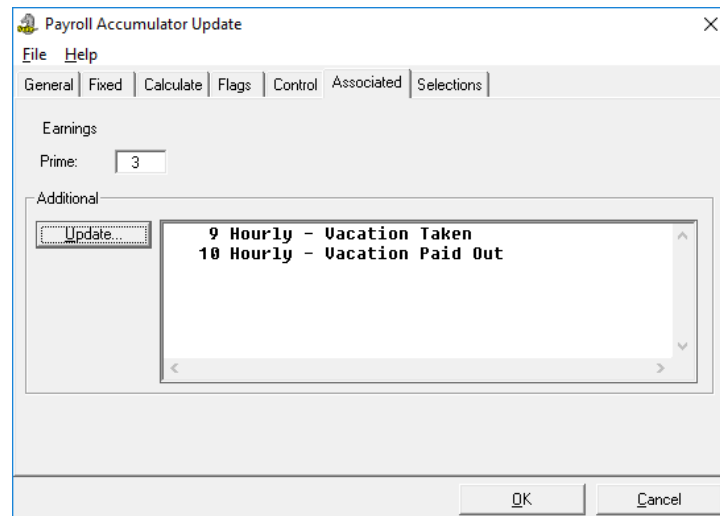 Payroll Accumulator Update
File Help
General Fixed Calculate Flags Control Associated Selections
Earnings
Prime: 3
Additional
Update... 9 Hourly - Vacation Taken
10 Hourly - Vacation Paid Out
OK Cancel